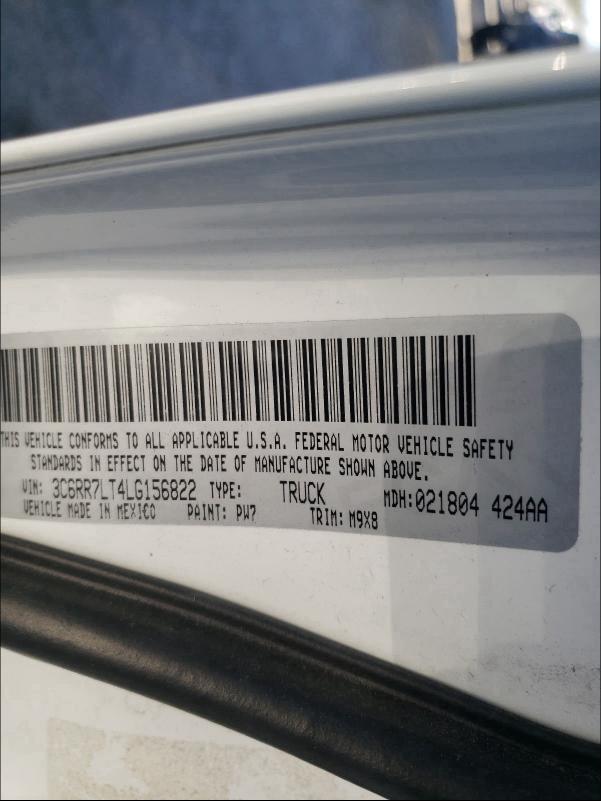 THIS VEHICLE CONFORMS TO ALL APPLICABLE U.S.A. FEDERAL MOTOR VEHICLE SAFETY
STANDARDS IN EFFECT ON THE DATE OF MANUFACTURE SHOWN ABOVE.
VIN: 3C6RR7LT4LG156822 TYPE: TRUCK MDH:021804 424AA
VEHICLE MADE IN MEXICO PAINT: PW7 TRIM: M9X8